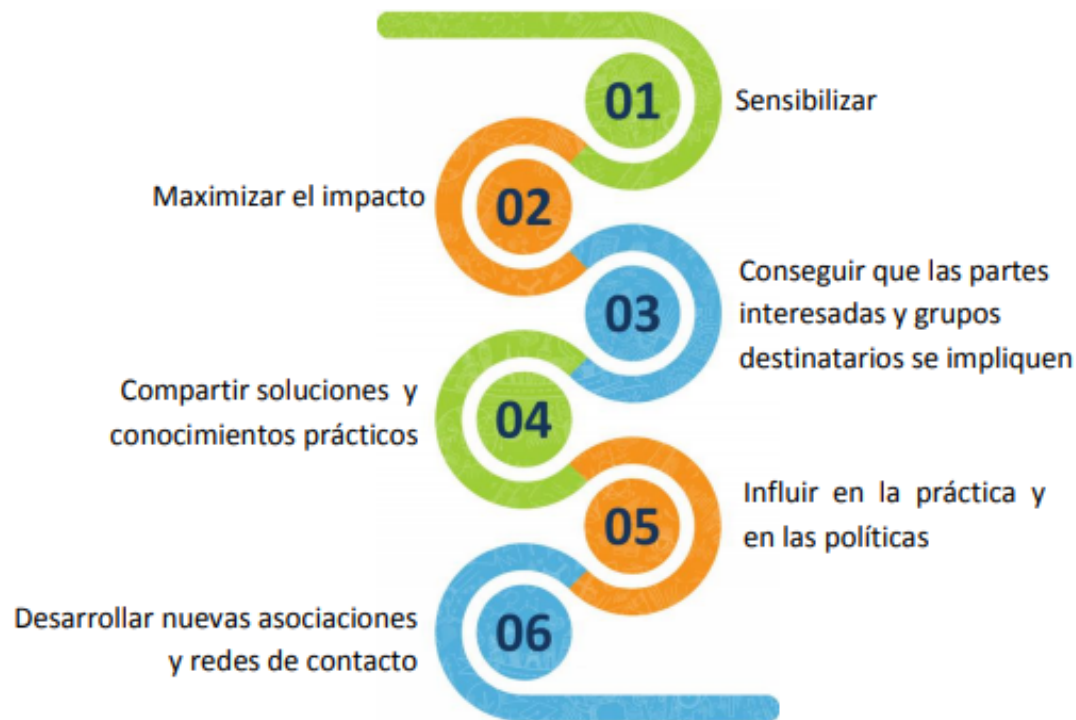 01
Sensibilizar
Maximizar el impacto
02
03
Conseguir que las partes
interesadas y grupos
destinatarios se impliquen
Compartir soluciones y
conocimientos prácticos
04
05
Influir en la práctica y
en las políticas
Desarrollar nuevas asociaciones
y redes de contacto
06